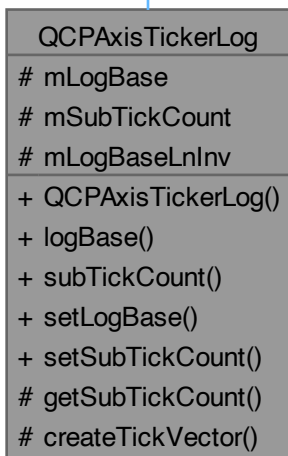 QCPAxisTickerLog
# mLogBase
# mSubTickCount
# mLogBaseLnInv
+ QCPAxisTickerLog()
+ logBase()
+ subTickCount()
+ setLogBase()
+ setSubTickCount()
# getSubTickCount()
# createTickVector()